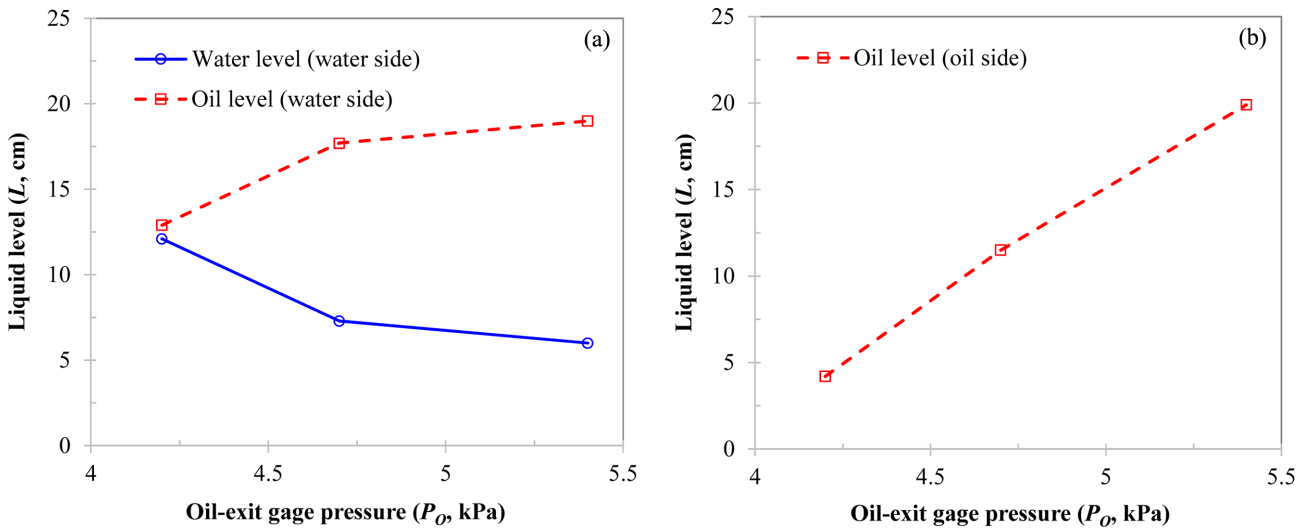 (a)
Water level (water side)
Oil level (water side)
25
20
15
10
5
0
4
4.5
5
5.5
Liquid level (L, cm)
Oil-exit gage pressure (PO, kPa)
(b)
Oil level (oil side)
25
20
15
10
5
0
4
4.5
5
5.5
Liquid level (L, cm)
Oil-exit gage pressure (PO, kPa)